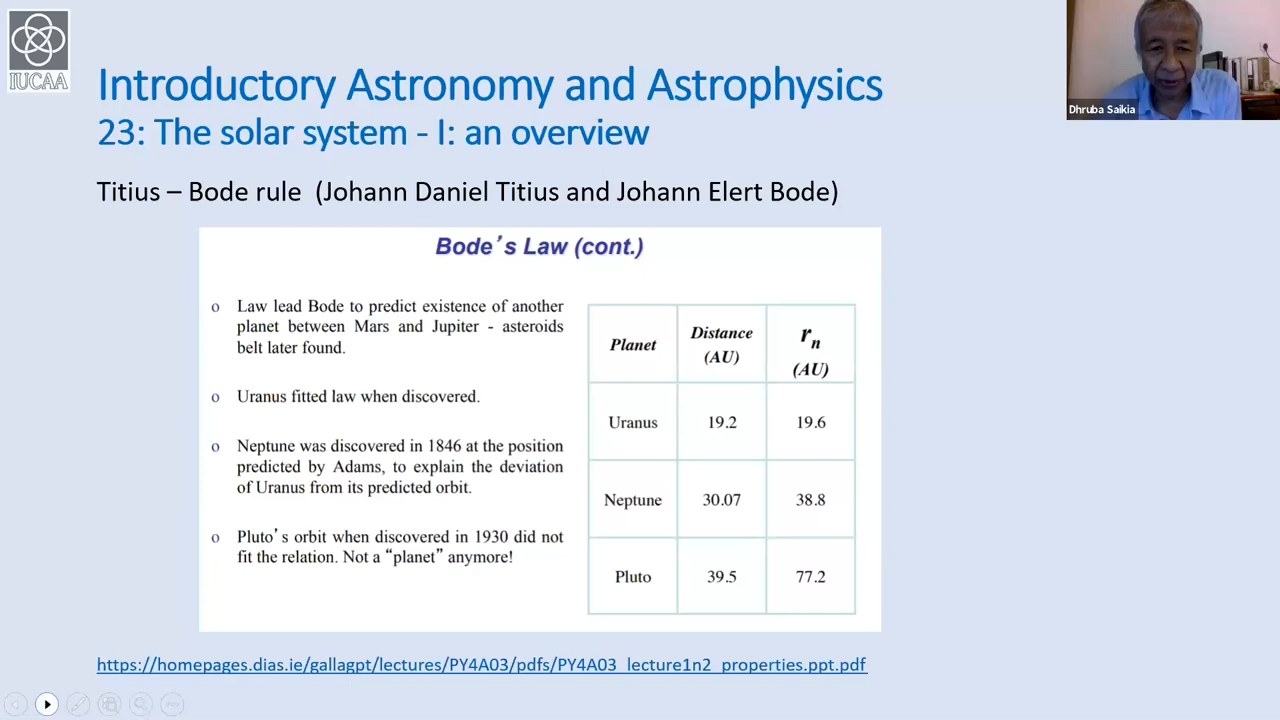 IUCAA
Introductory Astronomy and Astrophysics
23: The solar system - I: an overview
Dhruba Saikia
Titius – Bode rule (Johann Daniel Titius and Johann Elert Bode)
Bode’s Law (cont.)
o Law lead Bode to predict existence of another
planet between Mars and Jupiter - asteroids
belt later found.
o Uranus fitted law when discovered.
o Neptune was discovered in 1846 at the position
predicted by Adams, to explain the deviation
of Uranus from its predicted orbit.
o Pluto’s orbit when discovered in 1930 did not
fit the relation. Not a “planet” anymore!
Planet Distance (AU) rn (AU)
Uranus 19.2 19.6
Neptune 30.07 38.8
Pluto 39.5 77.2
https://homepages.dias.ie/gallagpt/lectures/PY4A03/pdfs/PY4A03_lecture1n2_properties.ppt.pdf